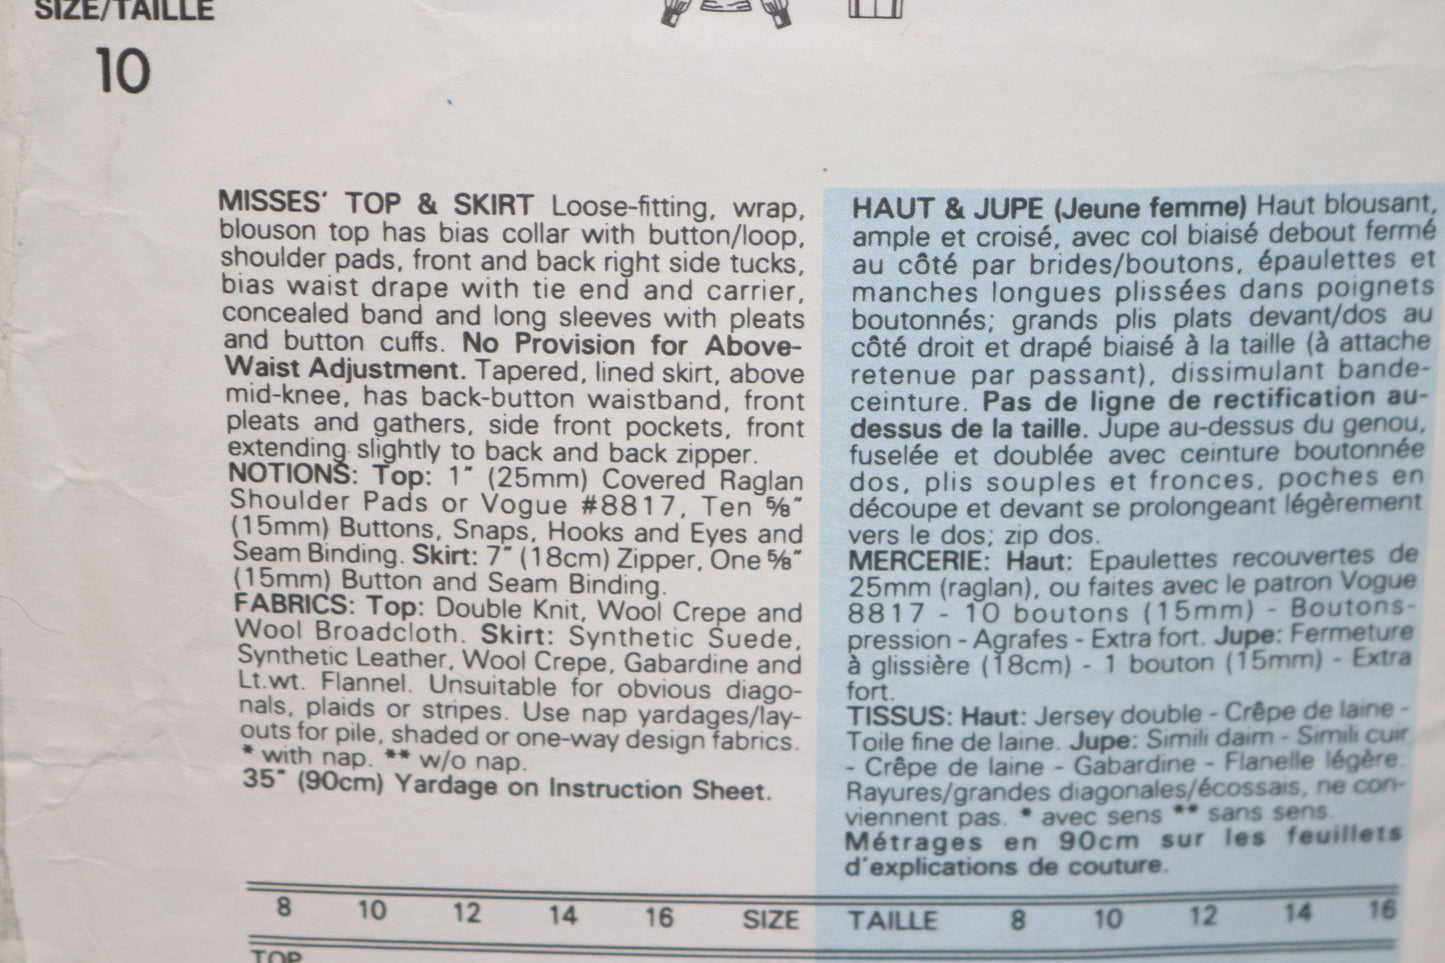 SIZE/TAILLE
10
MISSES' TOP & SKIRT Loose-fitting, wrap,
blouson top has bias collar with button/loop,
shoulder pads, front and back right side tucks,
bias waist drape with tie end and carrier,
concealed band and long sleeves with pleats
and button cuffs. No Provision for Above-
Waist Adjustment. Tapered, lined skirt, above
mid-knee, has back-button waistband, front
pleats and gathers, side front pockets, front
extending slightly to back and back zipper.
NOTIONS: Top: 1" (25mm) Covered Raglan
Shoulder Pads or Vogue #8817, Ten ⅝"
(15mm) Buttons, Snaps, Hooks and Eyes and
Seam Binding. Skirt: 7" (18cm) Zipper, One ⅝"
(15mm) Button and Seam Binding.
FABRICS: Top: Double Knit, Wool Crepe and
Wool Broadcloth. Skirt: Synthetic Suede,
Synthetic Leather, Wool Crepe, Gabardine and
Lt.wt. Flannel. Unsuitable for obvious diago-
nals, plaids or stripes. Use nap yardages/lay-
outs for pile, shaded or one-way design fabrics.
* with nap. ** w/o nap.
35" (90cm) Yardage on Instruction Sheet.
HAUT & JUPE (Jeune femme) Haut blousant,
ample et croisé, avec col biaisé debout fermé
au côté par brides/boutons, épaulettes et
manches longues plissées dans poignets
boutonnés; grands plis plats devant/dos au
côté droit et drapé biaisé à la taille (à attache
retenue par passant), dissimulant bande-
ceinture. Pas de ligne de rectification au-
dessus de la taille. Jupe au-dessus du genou,
fuselée et doublée avec ceinture boutonnée
dos, plis souples et fronces, poches en
découpe et devant se prolongeant légèrement
vers le dos; zip dos.
MERCERIE: Haut: Epaulettes recouvertes de
25mm (raglan), ou faites avec le patron Vogue
8817 - 10 boutons (15mm) - Boutons-
pression - Agrafes - Extra fort. Jupe: Fermeture
à glissière (18cm) - 1 bouton (15mm) - Extra
fort.
TISSUS: Haut: Jersey double - Crêpe de laine -
Toile fine de laine. Jupe: Simili daim - Simili cuir
- Crêpe de laine - Gabardine - Flanelle légère.
Rayures/grandes diagonales/écossais, ne con-
viennent pas. * avec sens ** sans sens.
Métrages en 90cm sur les feuillets
d'explications de couture.
8 10 12 14 16 SIZE TAILLE 8 10 12 14 16
TOP